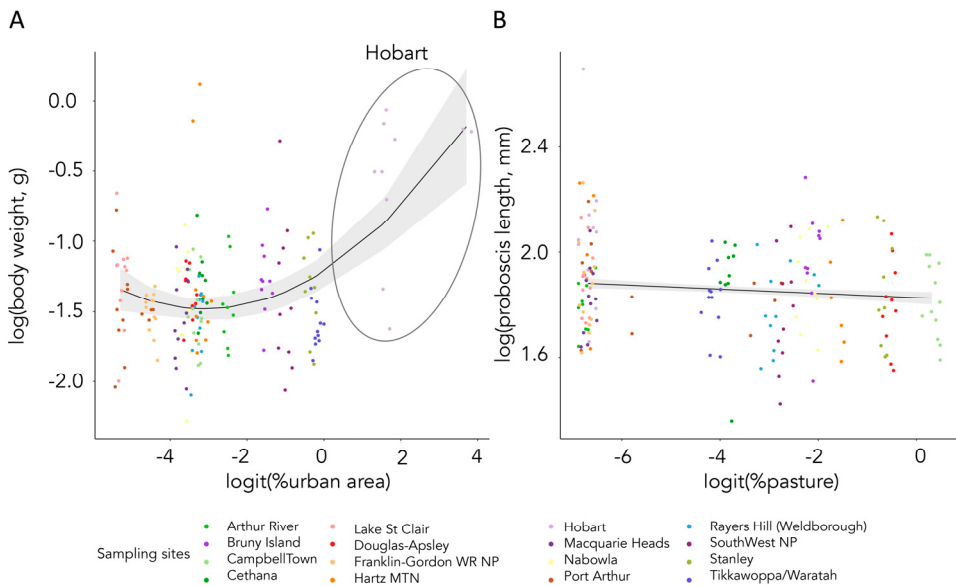 A
B
Hobart
log(body weight, g)
0.0
-0.5
-1.0
-1.5
-2.0
-4
-2
0
2
4
logit(%urban area)
log(proboscis length, mm)
2.4
2.0
1.6
-6
-4
-2
0
logit(%pasture)
Sampling sites
Arthur River
Bruny Island
CampbellTown
Cethana
Lake St Clair
Douglas-Apsley
Franklin-Gordon WR NP
Hartz MTN
Hobart
Macquarie Heads
Nabowla
Port Arthur
Rayers Hill (Weldborough)
SouthWest NP
Stanley
Tikkawoppa/Waratah